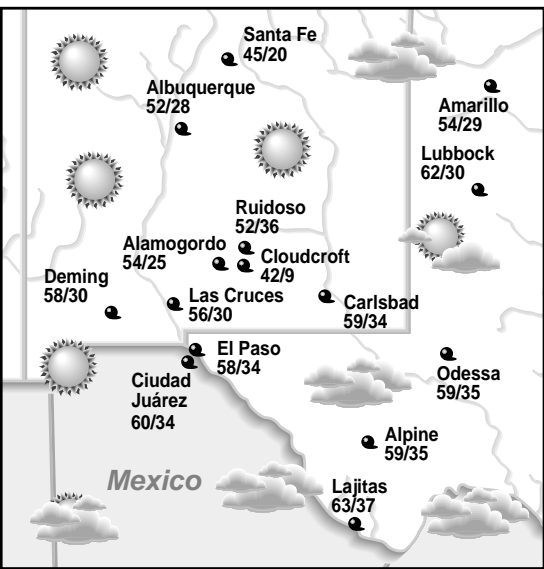 Santa Fe
45/20
Albuquerque
52/28
Amarillo
54/29
Lubbock
62/30
Ruidoso
52/36
Alamogordo
54/25
Cloudcroft
42/9
Deming
58/30
Las Cruces
56/30
Carlsbad
59/34
El Paso
58/34
Ciudad
Juárez
60/34
Odessa
59/35
Alpine
59/35
Mexico
Lajitas
63/37